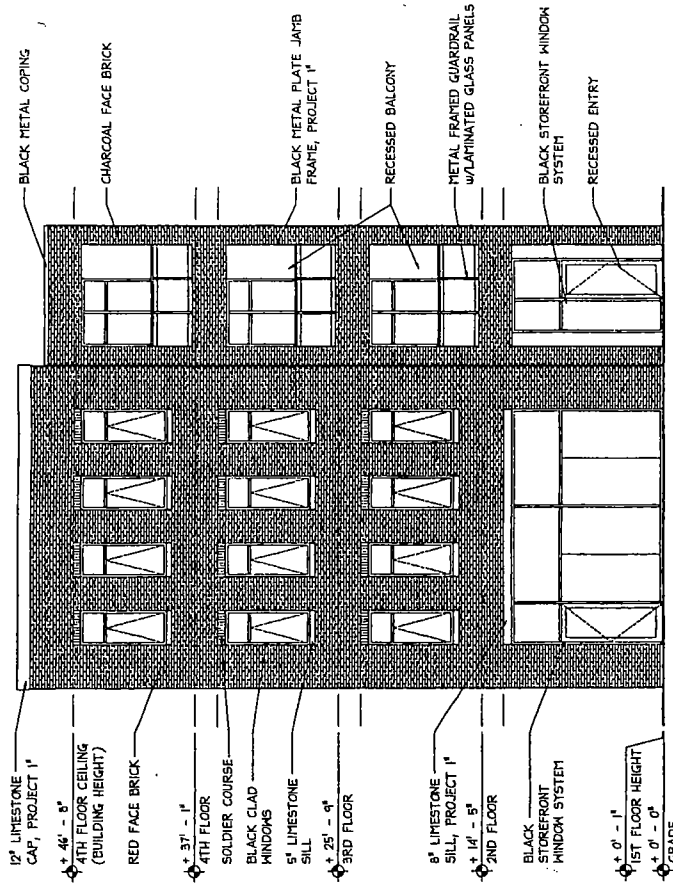 BLACK METAL COPING
CHARCOAL FACE BRICK
BLACK METAL PLATE JAMB
FRAME, PROJECT 1"
RECESSED BALCONY
METAL FRAMED GUARDRAIL
W/LAMINATED GLASS PANELS
BLACK STOREFRONT WINDOW
SYSTEM
RECESSED ENTRY
12" LIMESTONE
CAP, PROJECT 1"
+ 46' - 8"
4TH FLOOR CEILING
(BUILDING HEIGHT)
RED FACE BRICK
+ 37' - 1"
4TH FLOOR
SOLDIER COURSE
BLACK CLAD
WINDOWS
5" LIMESTONE
SILL
+ 25' - 9"
3RD FLOOR
8" LIMESTONE
SILL, PROJECT 1"
+ 14' - 5"
2ND FLOOR
BLACK
STOREFRONT
WINDOW SYSTEM
+ 0' - 1"
1ST FLOOR HEIGHT
+ 0' - 0"
GRADE